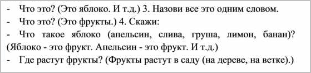 - Что это? (Это яблоко. И т.д.) 3. Назови все это одним словом.
- Что это? (Это фрукты.) 4. Скажи:
- Что такое яблоко (апельсин, слива, груша, лимон, банан)?
(Яблоко - это фрукт. Апельсин - это фрукт. И т.д.)
- Где растут фрукты? (Фрукты растут в саду (на дереве, на ветке).)